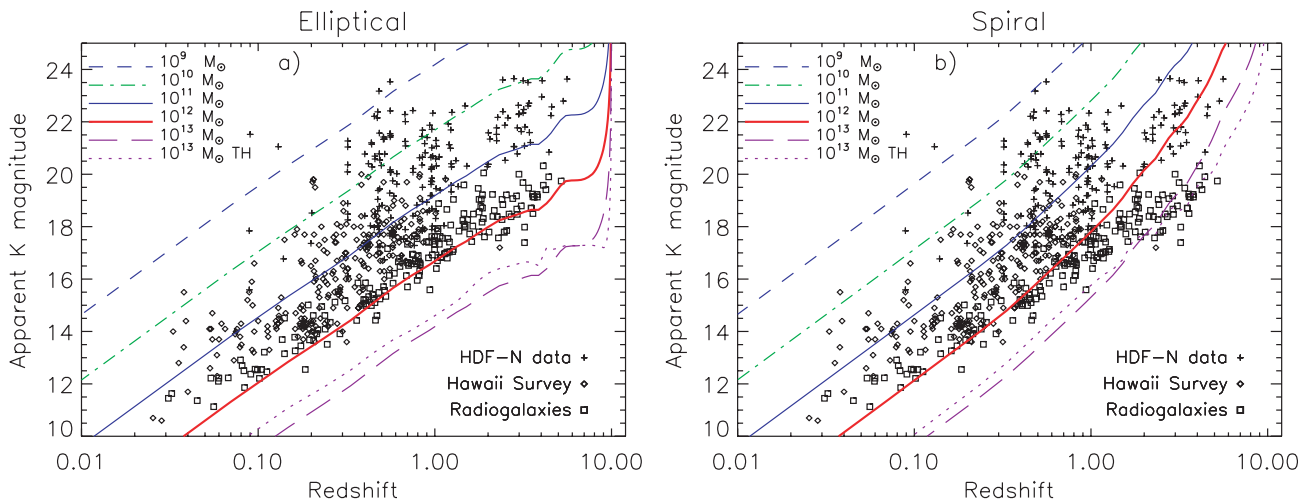 Elliptical
a)
10⁹ M⊙
10¹⁰ M⊙
10¹¹ M⊙
10¹² M⊙
10¹³ M⊙
10¹³ M⊙ TH
HDF-N data +
Hawaii Survey ◇
Radiogalaxies □
24
22
20
18
16
14
12
10
Apparent K magnitude
0.01 0.10 1.00 10.00
Redshift
Spiral
b)
10⁹ M⊙
10¹⁰ M⊙
10¹¹ M⊙
10¹² M⊙
10¹³ M⊙
10¹³ M⊙ TH
HDF-N data +
Hawaii Survey ◇
Radiogalaxies □
24
22
20
18
16
14
12
10
Apparent K magnitude
0.01 0.10 1.00 10.00
Redshift